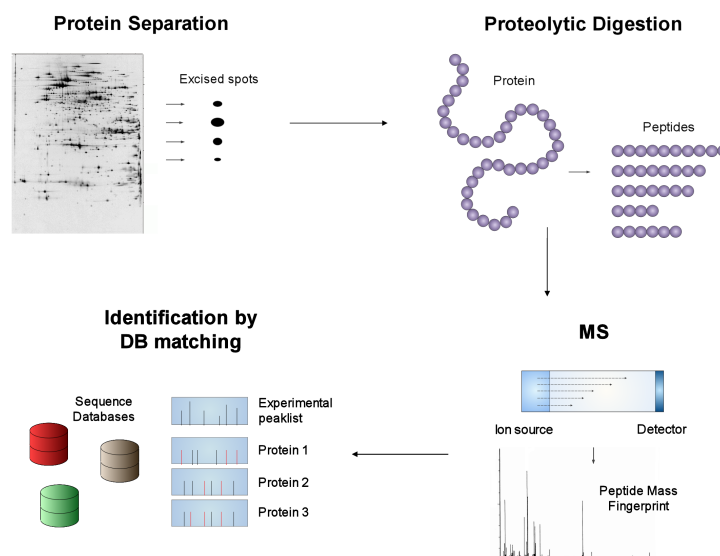 Protein Separation
Excised spots
Proteolytic Digestion
Protein
Peptides
MS
Ion source
Detector
Peptide Mass
Fingerprint
Identification by
DB matching
Sequence
Databases
Experimental
peaklist
Protein 1
Protein 2
Protein 3